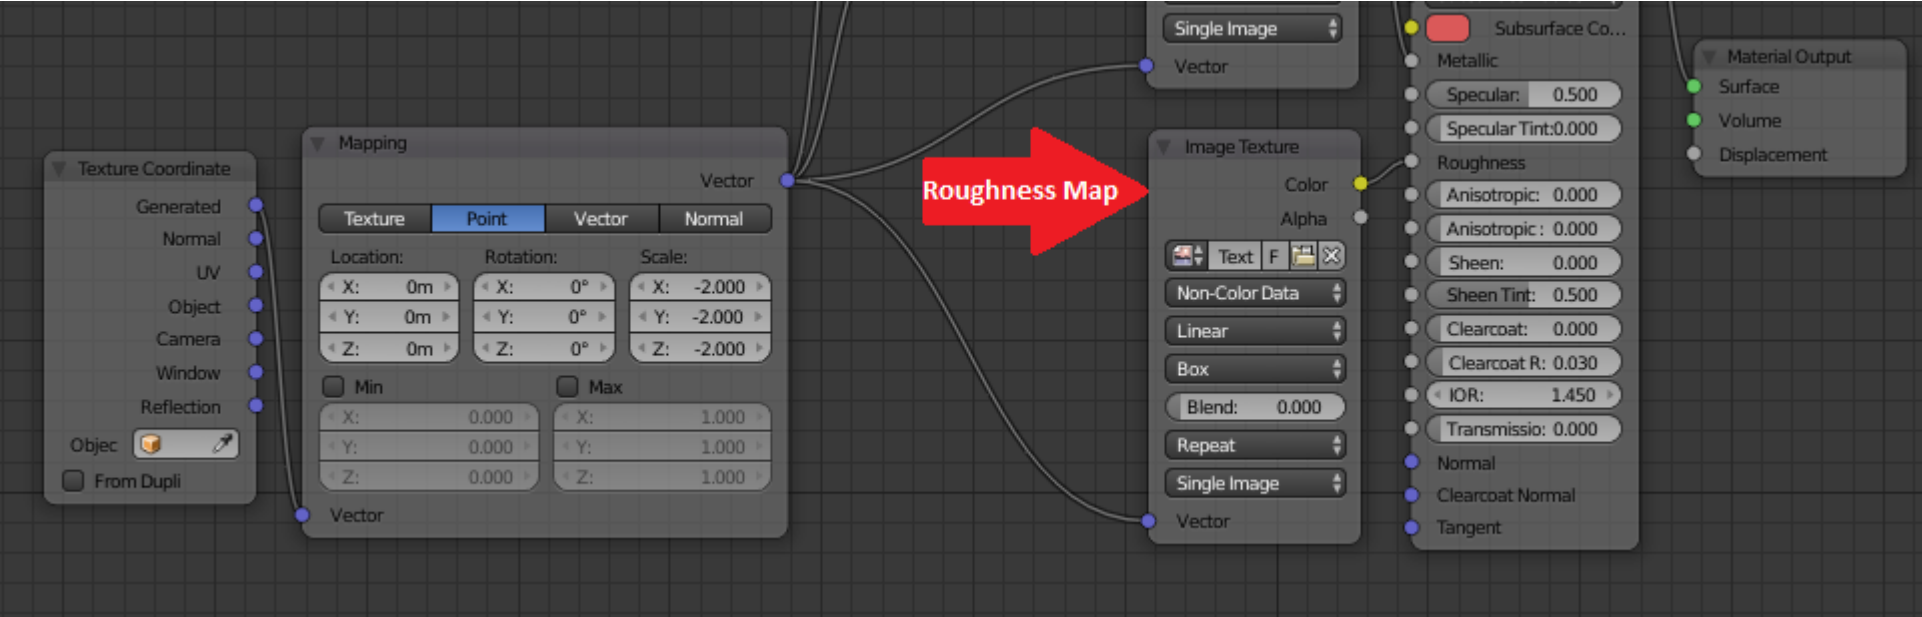 Texture Coordinate
Generated
Normal
UV
Object
Camera
Window
Reflection
Objec
From Dupli
Mapping
Vector
Texture Point Vector Normal
Location: Rotation: Scale:
X: 0m X: 0° X: -2.000
Y: 0m Y: 0° Y: -2.000
Z: 0m Z: 0° Z: -2.000
Min Max
X: 0.000 X: 1.000
Y: 0.000 Y: 1.000
Z: 0.000 Z: 1.000
Vector
Single Image
Vector
Roughness Map
Image Texture
Color
Alpha
Text F
Non-Color Data
Linear
Box
Blend: 0.000
Repeat
Single Image
Vector
Subsurface Co...
Metallic
Specular: 0.500
Specular Tint:0.000
Roughness
Anisotropic: 0.000
Anisotropic : 0.000
Sheen: 0.000
Sheen Tint: 0.500
Clearcoat: 0.000
Clearcoat R: 0.030
IOR: 1.450
Transmissio: 0.000
Normal
Clearcoat Normal
Tangent
Material Output
Surface
Volume
Displacement